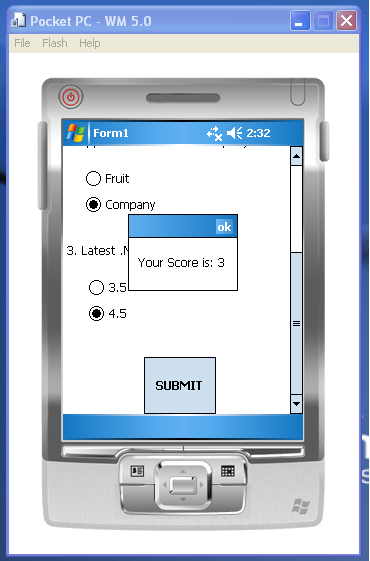 Pocket PC - WM 5.0
File Flash Help
Form1 2:32
Fruit
Company
ok
Your Score is: 3
3. Latest .N
3.5
4.5
SUBMIT